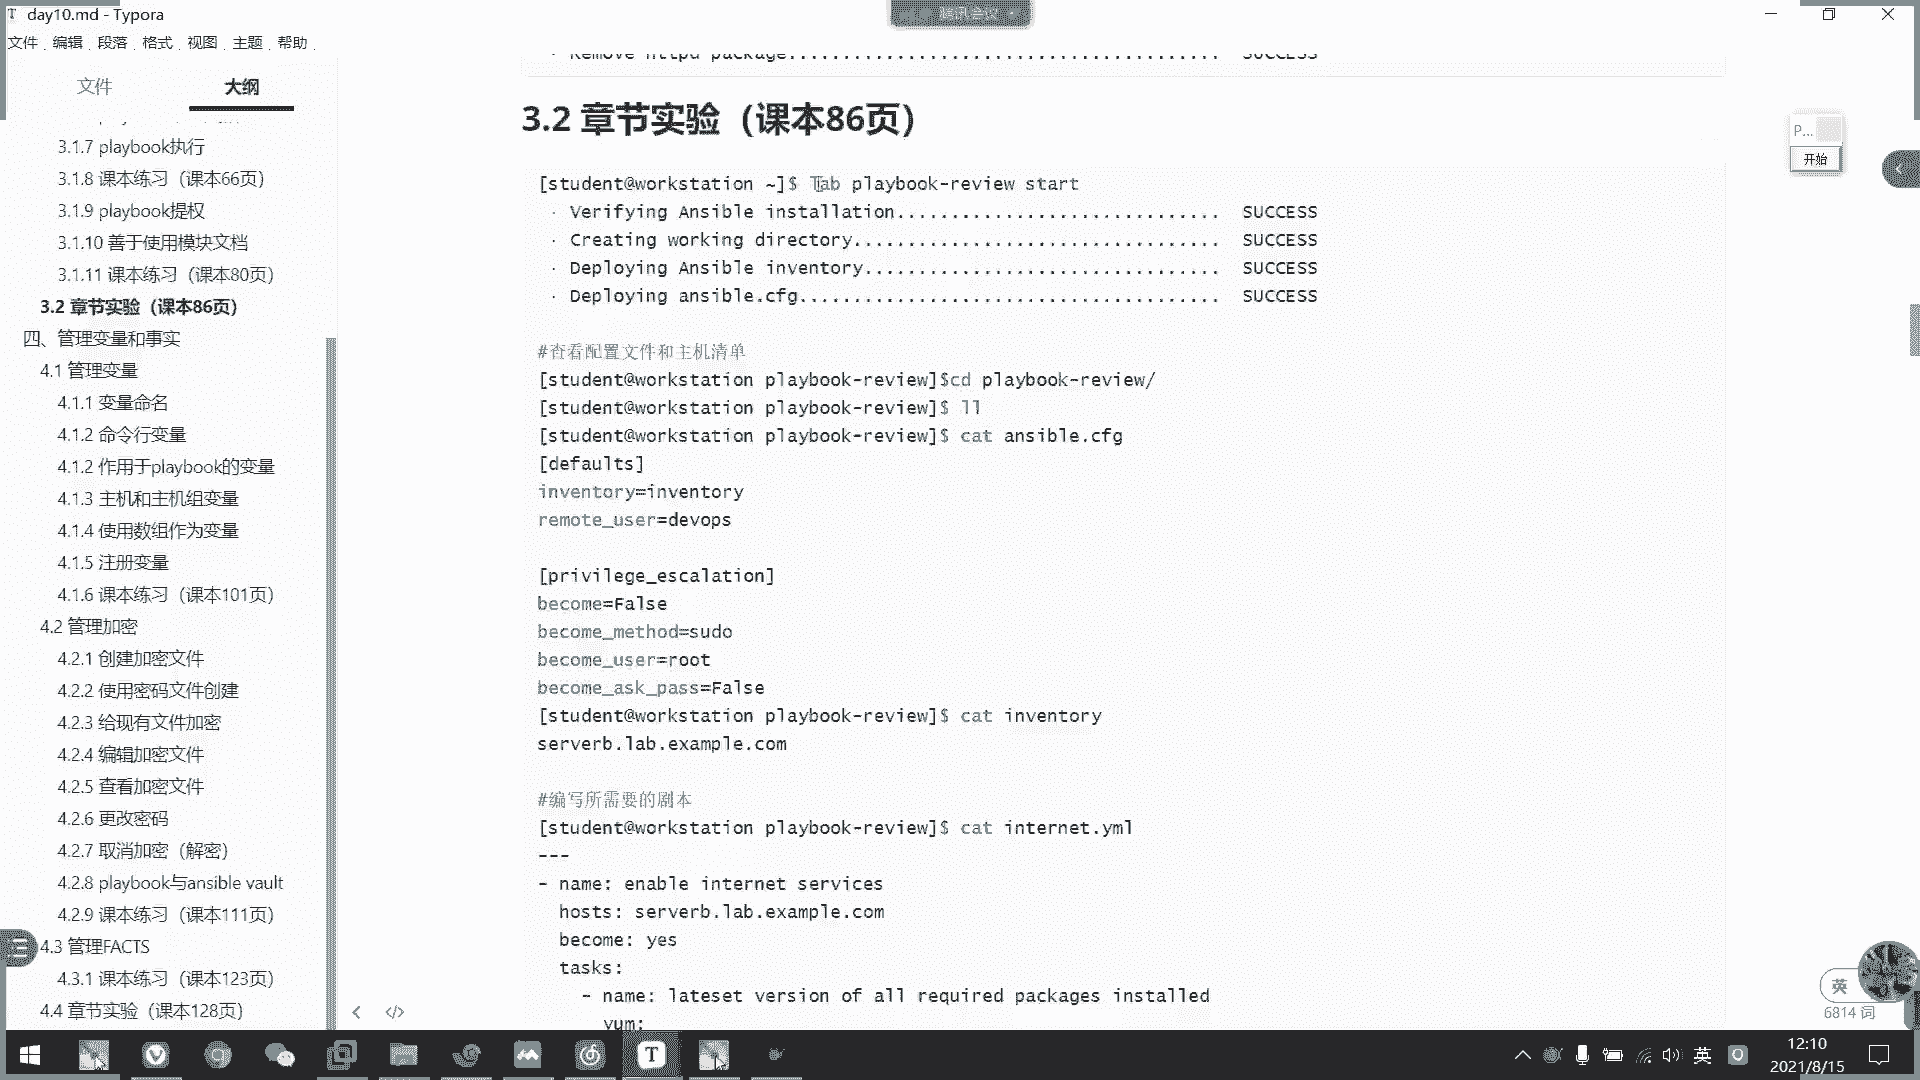 day10.md - Typora
腾讯会议
文件
编辑
段落
格式
视图
主题
帮助
文件
大纲
3.1.7 playbook执行
3.1.8 课本练习（课本66页）
3.1.9 playbook提权
3.1.10 善于使用模块文档
3.1.11 课本练习（课本80页）
3.2 章节实验（课本86页）
四、管理变量和事实
4.1 管理变量
4.1.1 变量命名
4.1.2 命令行变量
4.1.2 作用于playbook的变量
4.1.3 主机和主机组变量
4.1.4 使用数组作为变量
4.1.5 注册变量
4.1.6 课本练习（课本101页）
4.2 管理加密
4.2.1 创建加密文件
4.2.2 使用密码文件创建
4.2.3 给现有文件加密
4.2.4 编辑加密文件
4.2.5 查看加密文件
4.2.6 更改密码
4.2.7 取消加密（解密）
4.2.8 playbook与ansible vault
4.2.9 课本练习（课本111页）
4.3 管理FACTS
4.3.1 课本练习（课本123页）
4.4 章节实验（课本128页）
· Remove httpd package..................................... SUCCESS
3.2 章节实验（课本86页）
[student@workstation ~]$ lab playbook-review start
· Verifying Ansible installation.............................. SUCCESS
· Creating working directory.................................. SUCCESS
· Deploying Ansible inventory................................. SUCCESS
· Deploying ansible.cfg....................................... SUCCESS
#查看配置文件和主机清单
[student@workstation playbook-review]$cd playbook-review/
[student@workstation playbook-review]$ ll
[student@workstation playbook-review]$ cat ansible.cfg
[defaults]
inventory=inventory
remote_user=devops
[privilege_escalation]
become=False
become_method=sudo
become_user=root
become_ask_pass=False
[student@workstation playbook-review]$ cat inventory
serverb.lab.example.com
#编写所需要的剧本
[student@workstation playbook-review]$ cat internet.yml
---
- name: enable internet services
hosts: serverb.lab.example.com
become: yes
tasks:
- name: lateset version of all required packages installed
yum:
P...
开始
英
6814 词
英
12:10
2021/8/15